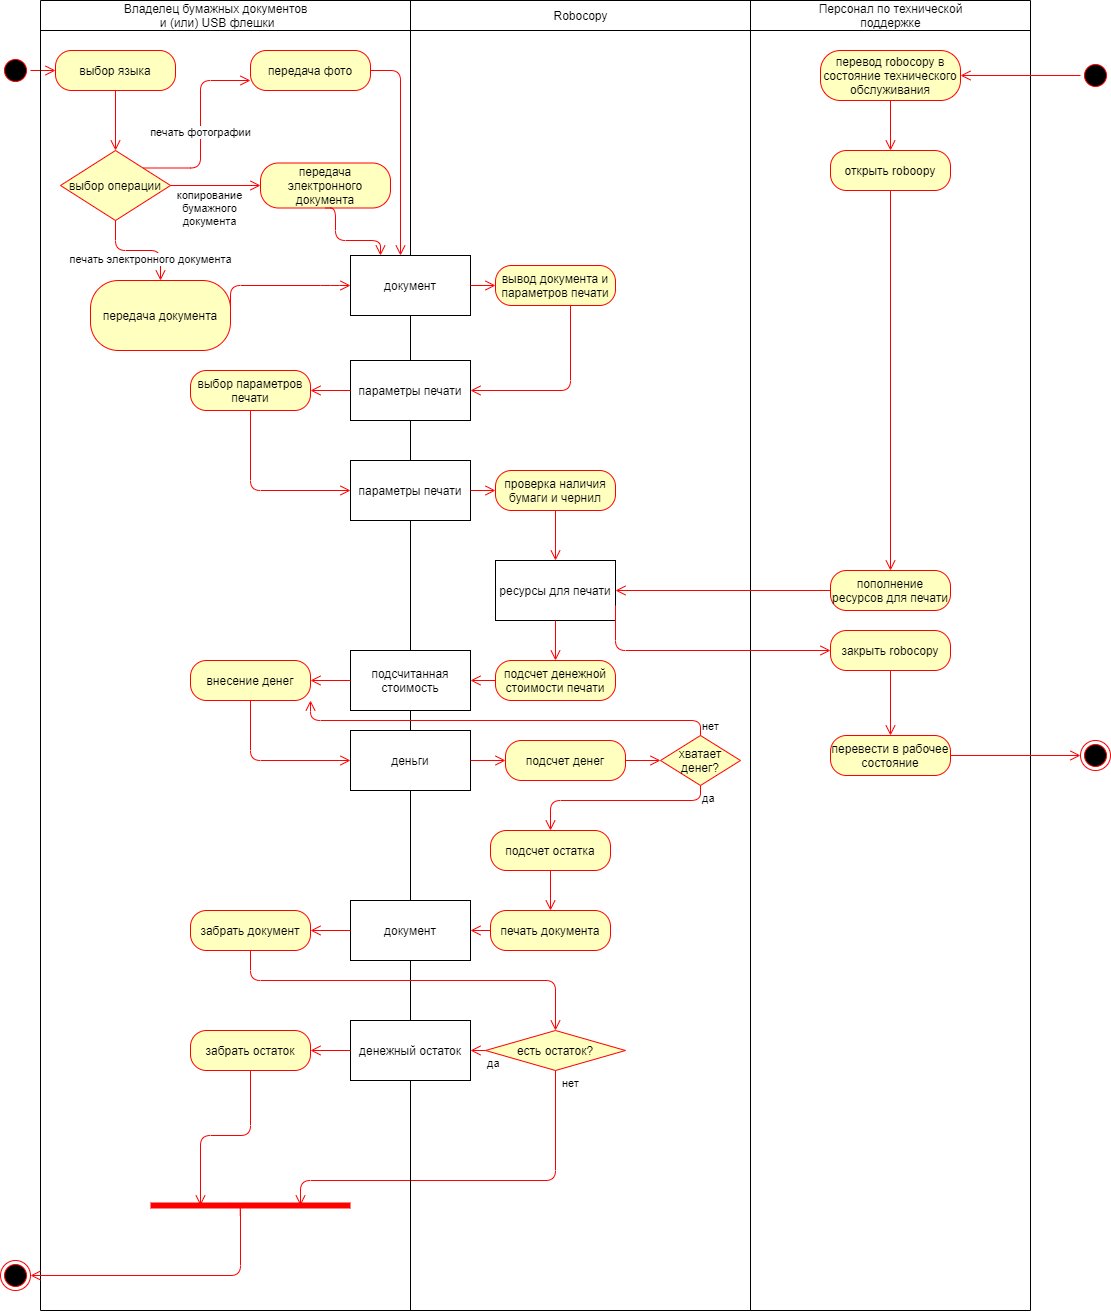 Владелец бумажных документов
и (или) USB флешки
Robocopy
Персонал по технической
поддержке
выбор языка
передача фото
перевод robocopy в
состояние технического
обслуживания
печать фотографии
выбор операции
передача
электронного
документа
открыть roboopy
копирование
бумажного
документа
печать электронного документа
передача документа
документ
вывод документа и
параметров печати
выбор параметров
печати
параметры печати
параметры печати
проверка наличия
бумаги и чернил
ресурсы для печати
пополнение
ресурсов для печати
закрыть robocopy
внесение денег
подсчитанная
стоимость
подсчет денежной
стоимости печати
нет
деньги
подсчет денег
хватает
денег?
перевести в рабочее
состояние
да
подсчет остатка
забрать документ
документ
печать документа
забрать остаток
денежный остаток
есть остаток?
да
нет